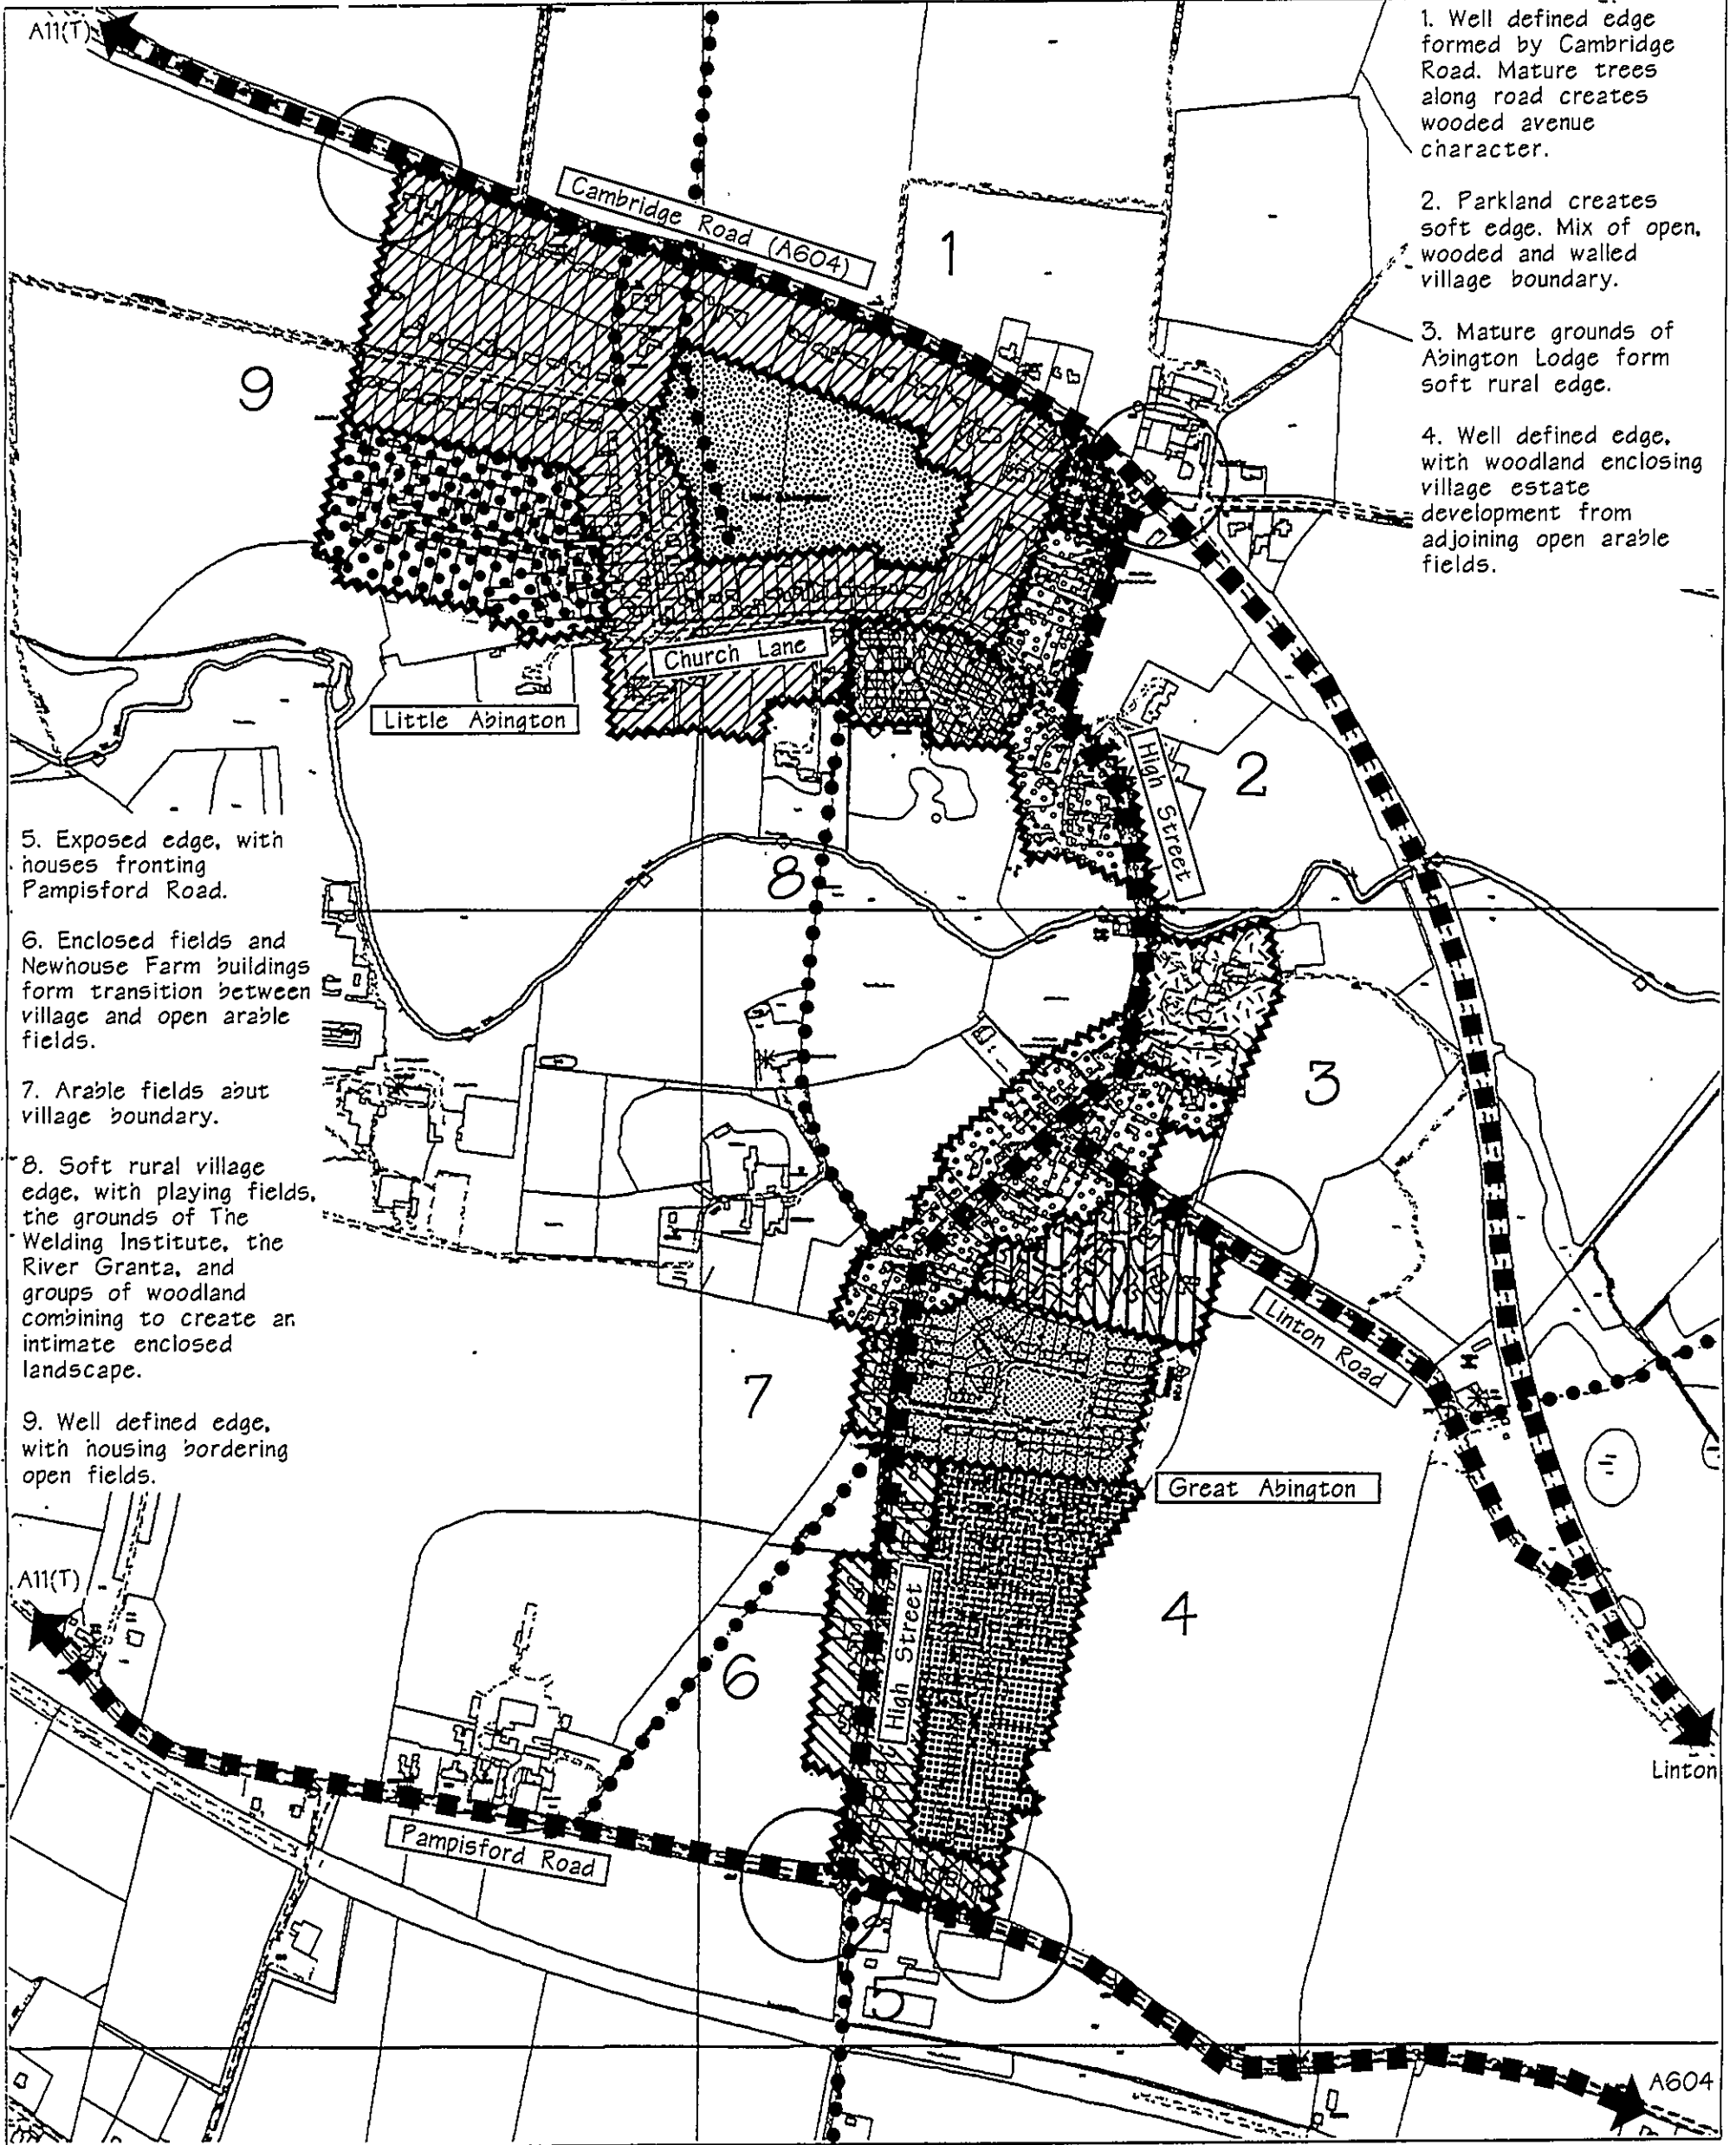 A11(T)
1. Well defined edge
formed by Cambridge
Road. Mature trees
along road creates
wooded avenue
character.
2. Parkland creates
soft edge. Mix of open,
wooded and walled
village boundary.
3. Mature grounds of
Abington Lodge form
soft rural edge.
4. Well defined edge,
with woodland enclosing
village estate
development from
adjoining open arable
fields.
Cambridge Road (A604)
1
9
Church Lane
Little Abington
High Street
2
8
5. Exposed edge, with
houses fronting
Pampisford Road.
6. Enclosed fields and
Newhouse Farm buildings
form transition between
village and open arable
fields.
7. Arable fields abut
village boundary.
8. Soft rural village
edge, with playing fields,
the grounds of The
Welding Institute, the
River Granta, and
groups of woodland
combining to create an
intimate enclosed
landscape.
9. Well defined edge,
with housing bordering
open fields.
3
Linton Road
7
Great Abington
A11(T)
High Street
4
6
Linton
Pampisford Road
5
A604